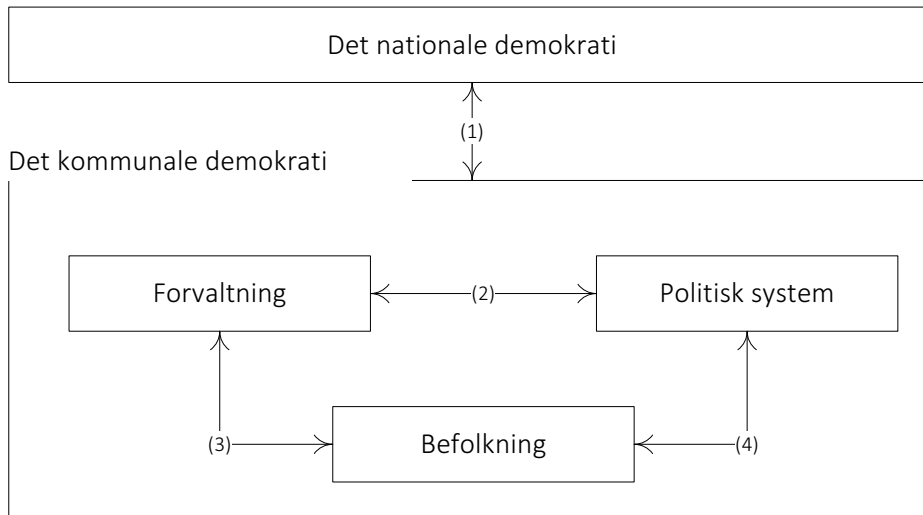 Det nationale demokrati
(1)
Det kommunale demokrati
Forvaltning
(2)
Politisk system
(3)
Befolkning
(4)